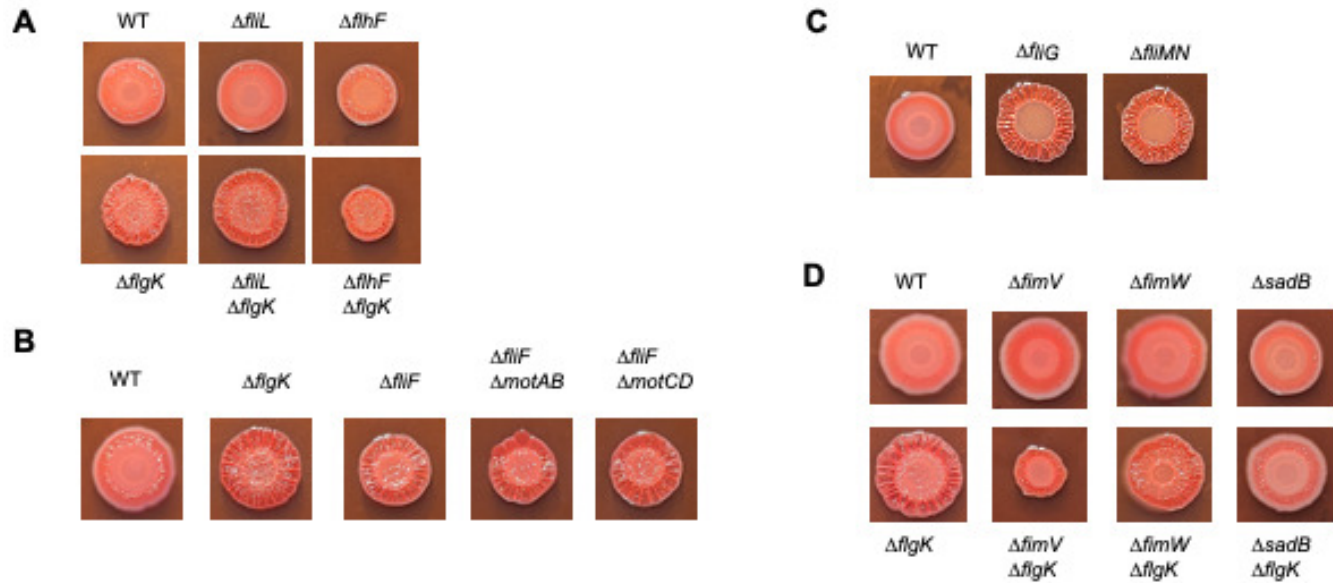 A
WT ΔfliL ΔflhF
ΔflgK ΔfliL ΔflhF
ΔflgK ΔflgK
B
ΔfliF ΔfliF
WT ΔflgK ΔfliF ΔmotAB ΔmotCD
C
WT ΔfliG ΔfliMN
D
WT ΔfimV ΔfimW ΔsadB
ΔflgK ΔfimV ΔfimW ΔsadB
ΔflgK ΔflgK ΔflgK